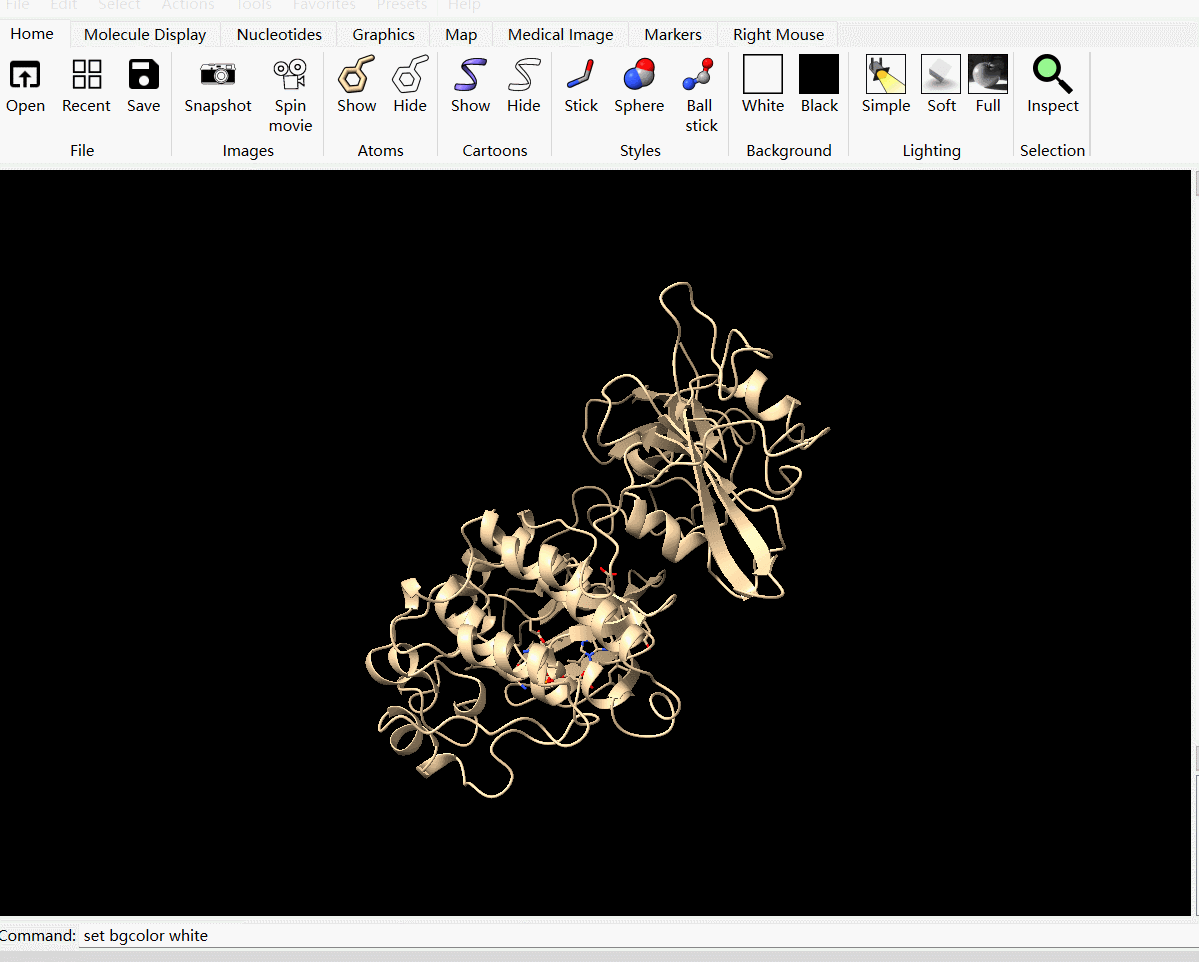 File Edit Select Actions Tools Favorites Presets Help
Home Molecule Display Nucleotides Graphics Map Medical Image Markers Right Mouse
Open Recent Save Snapshot Spin movie Show Hide Show Hide Stick Sphere Ball stick White Black Simple Soft Full Inspect
File Images Atoms Cartoons Styles Background Lighting Selection
Command: set bgcolor white